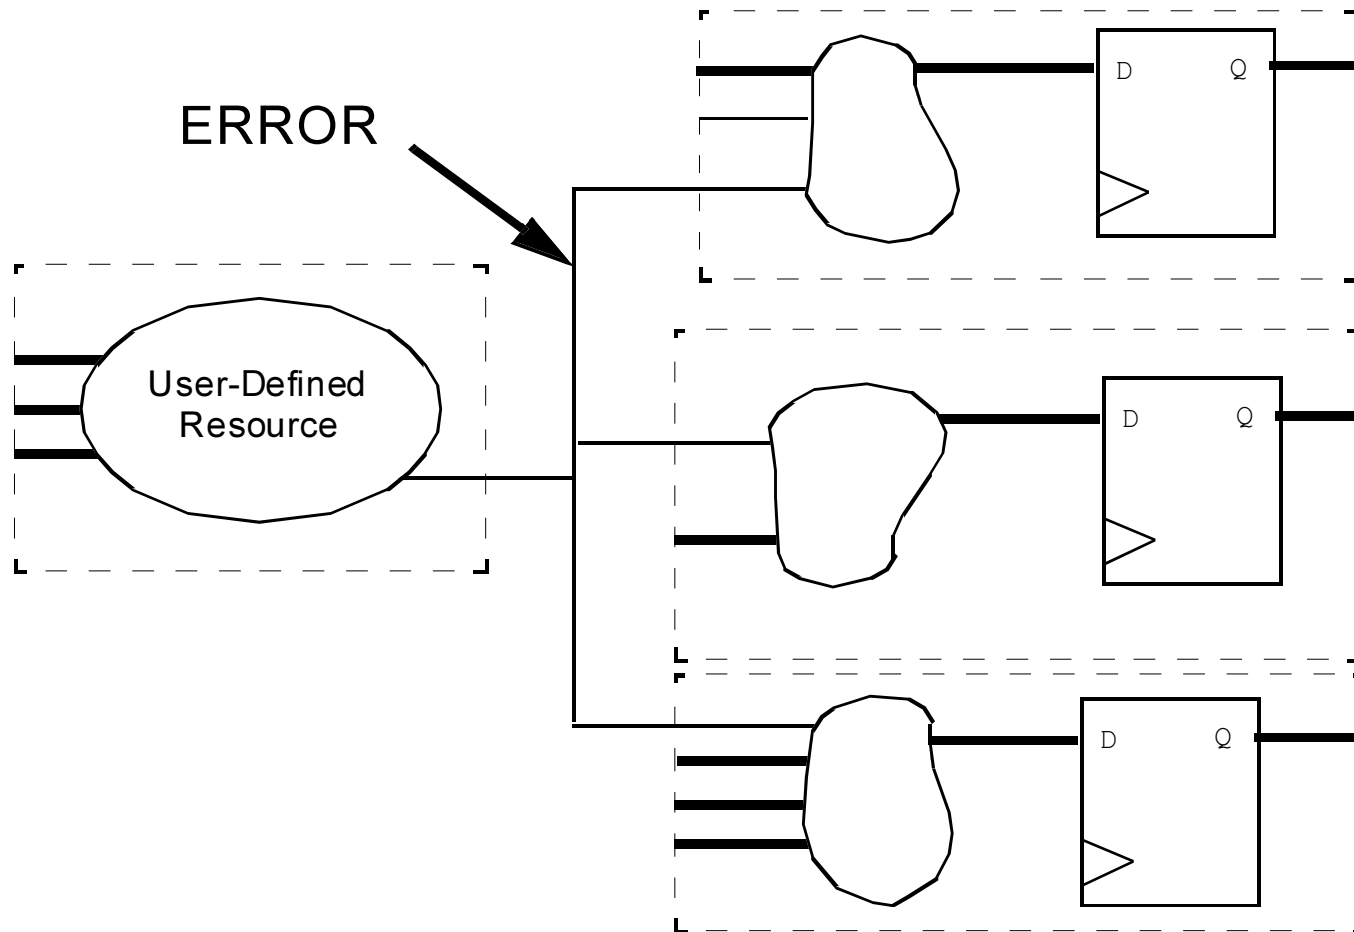 D Q
ERROR
User-Defined
Resource
D Q
D Q